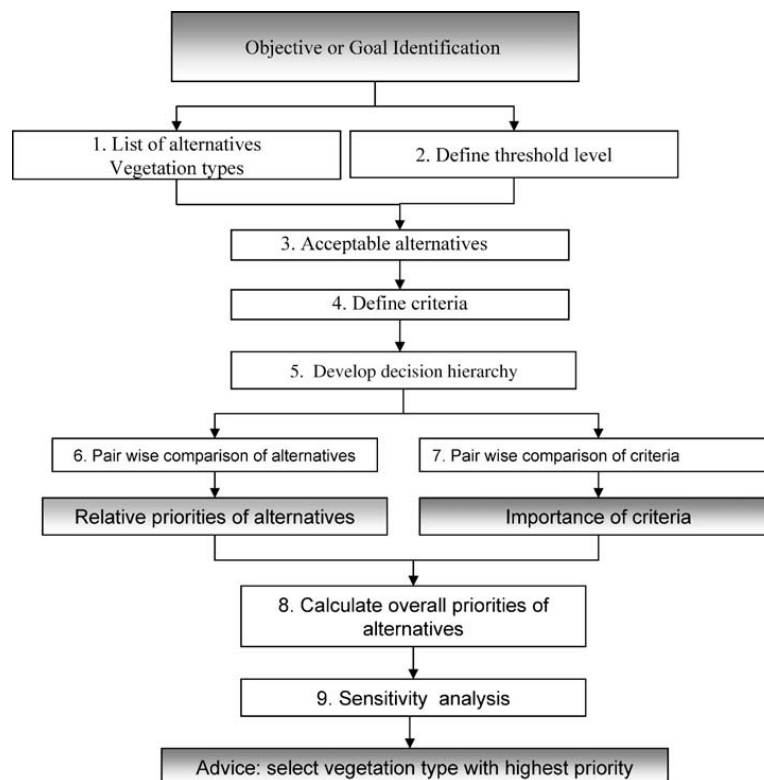 Objective or Goal Identification
1. List of alternatives
Vegetation types
2. Define threshold level
3. Acceptable alternatives
4. Define criteria
5. Develop decision hierarchy
6. Pair wise comparison of alternatives
7. Pair wise comparison of criteria
Relative priorities of alternatives
Importance of criteria
8. Calculate overall priorities of
alternatives
9. Sensitivity analysis
Advice: select vegetation type with highest priority